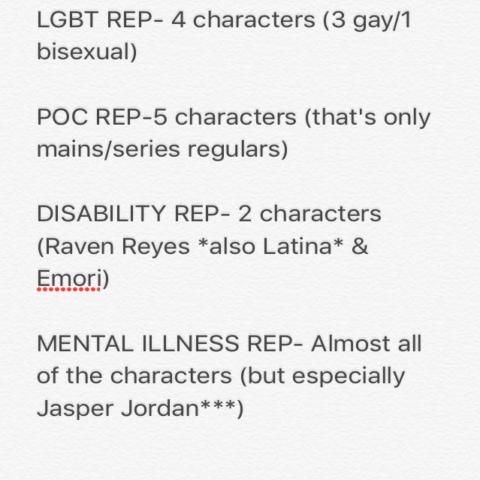 LGBT REP- 4 characters (3 gay/1
bisexual)
POC REP-5 characters (that's only
mains/series regulars)
DISABILITY REP- 2 characters
(Raven Reyes *also Latina* &
Emori)
MENTAL ILLNESS REP- Almost all
of the characters (but especially
Jasper Jordan***)